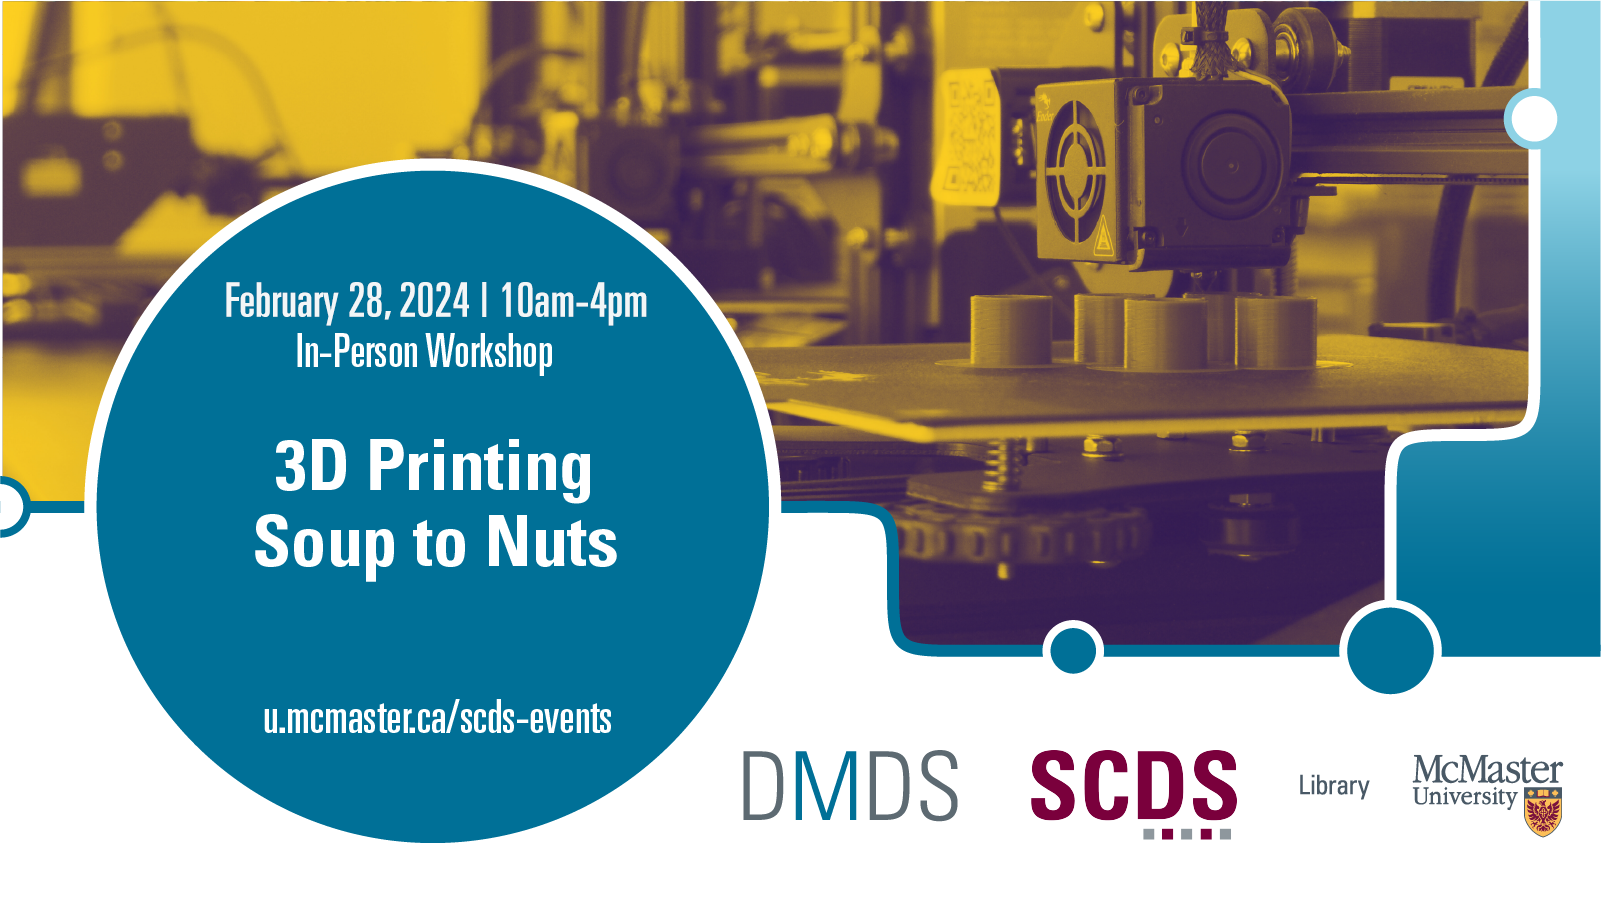 February 28, 2024 | 10am-4pm
In-Person Workshop
3D Printing
Soup to Nuts
u.mcmaster.ca/scds-events
DMDS
SCDS
Library
McMaster
University
Ender